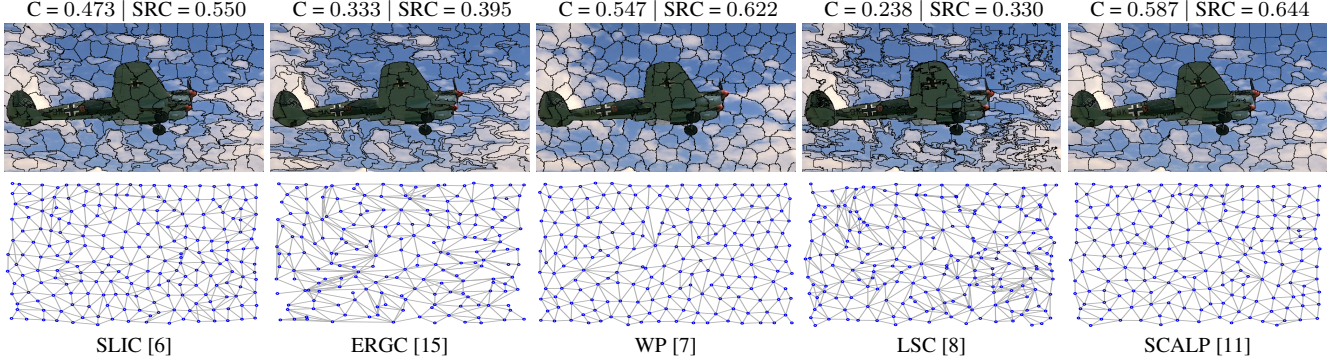 C = 0.473 | SRC = 0.550
C = 0.333 | SRC = 0.395
C = 0.547 | SRC = 0.622
C = 0.238 | SRC = 0.330
C = 0.587 | SRC = 0.644
SLIC [6]
ERGC [15]
WP [7]
LSC [8]
SCALP [11]